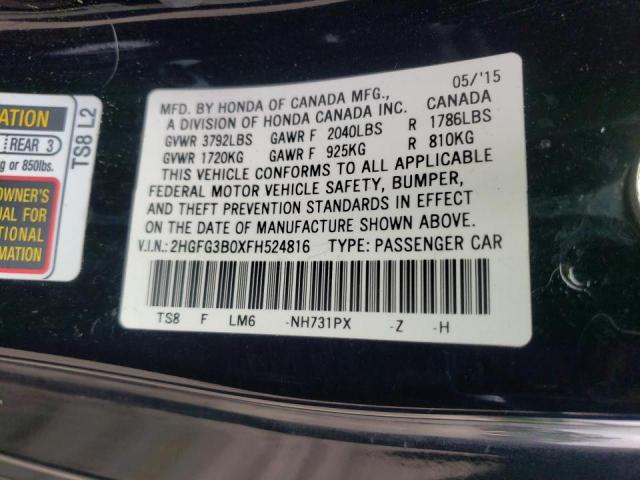 ATION
REAR 3
g or 850lbs.
OWNER'S
UAL FOR
TIONAL
MATION
TS8 L2
05/'15
MFD. BY HONDA OF CANADA MFG., CANADA
A DIVISION OF HONDA CANADA INC.
GVWR 3792LBS GAWR F 2040LBS R 1786LBS
GVWR 1720KG GAWR F 925KG R 810KG
THIS VEHICLE CONFORMS TO ALL APPLICABLE
FEDERAL MOTOR VEHICLE SAFETY, BUMPER,
AND THEFT PREVENTION STANDARDS IN EFFECT
ON THE DATE OF MANUFACTURE SHOWN ABOVE.
V.I.N.: 2HGFG3B0XFH524816 TYPE: PASSENGER CAR
TS8 F LM6 -NH731PX -Z -H